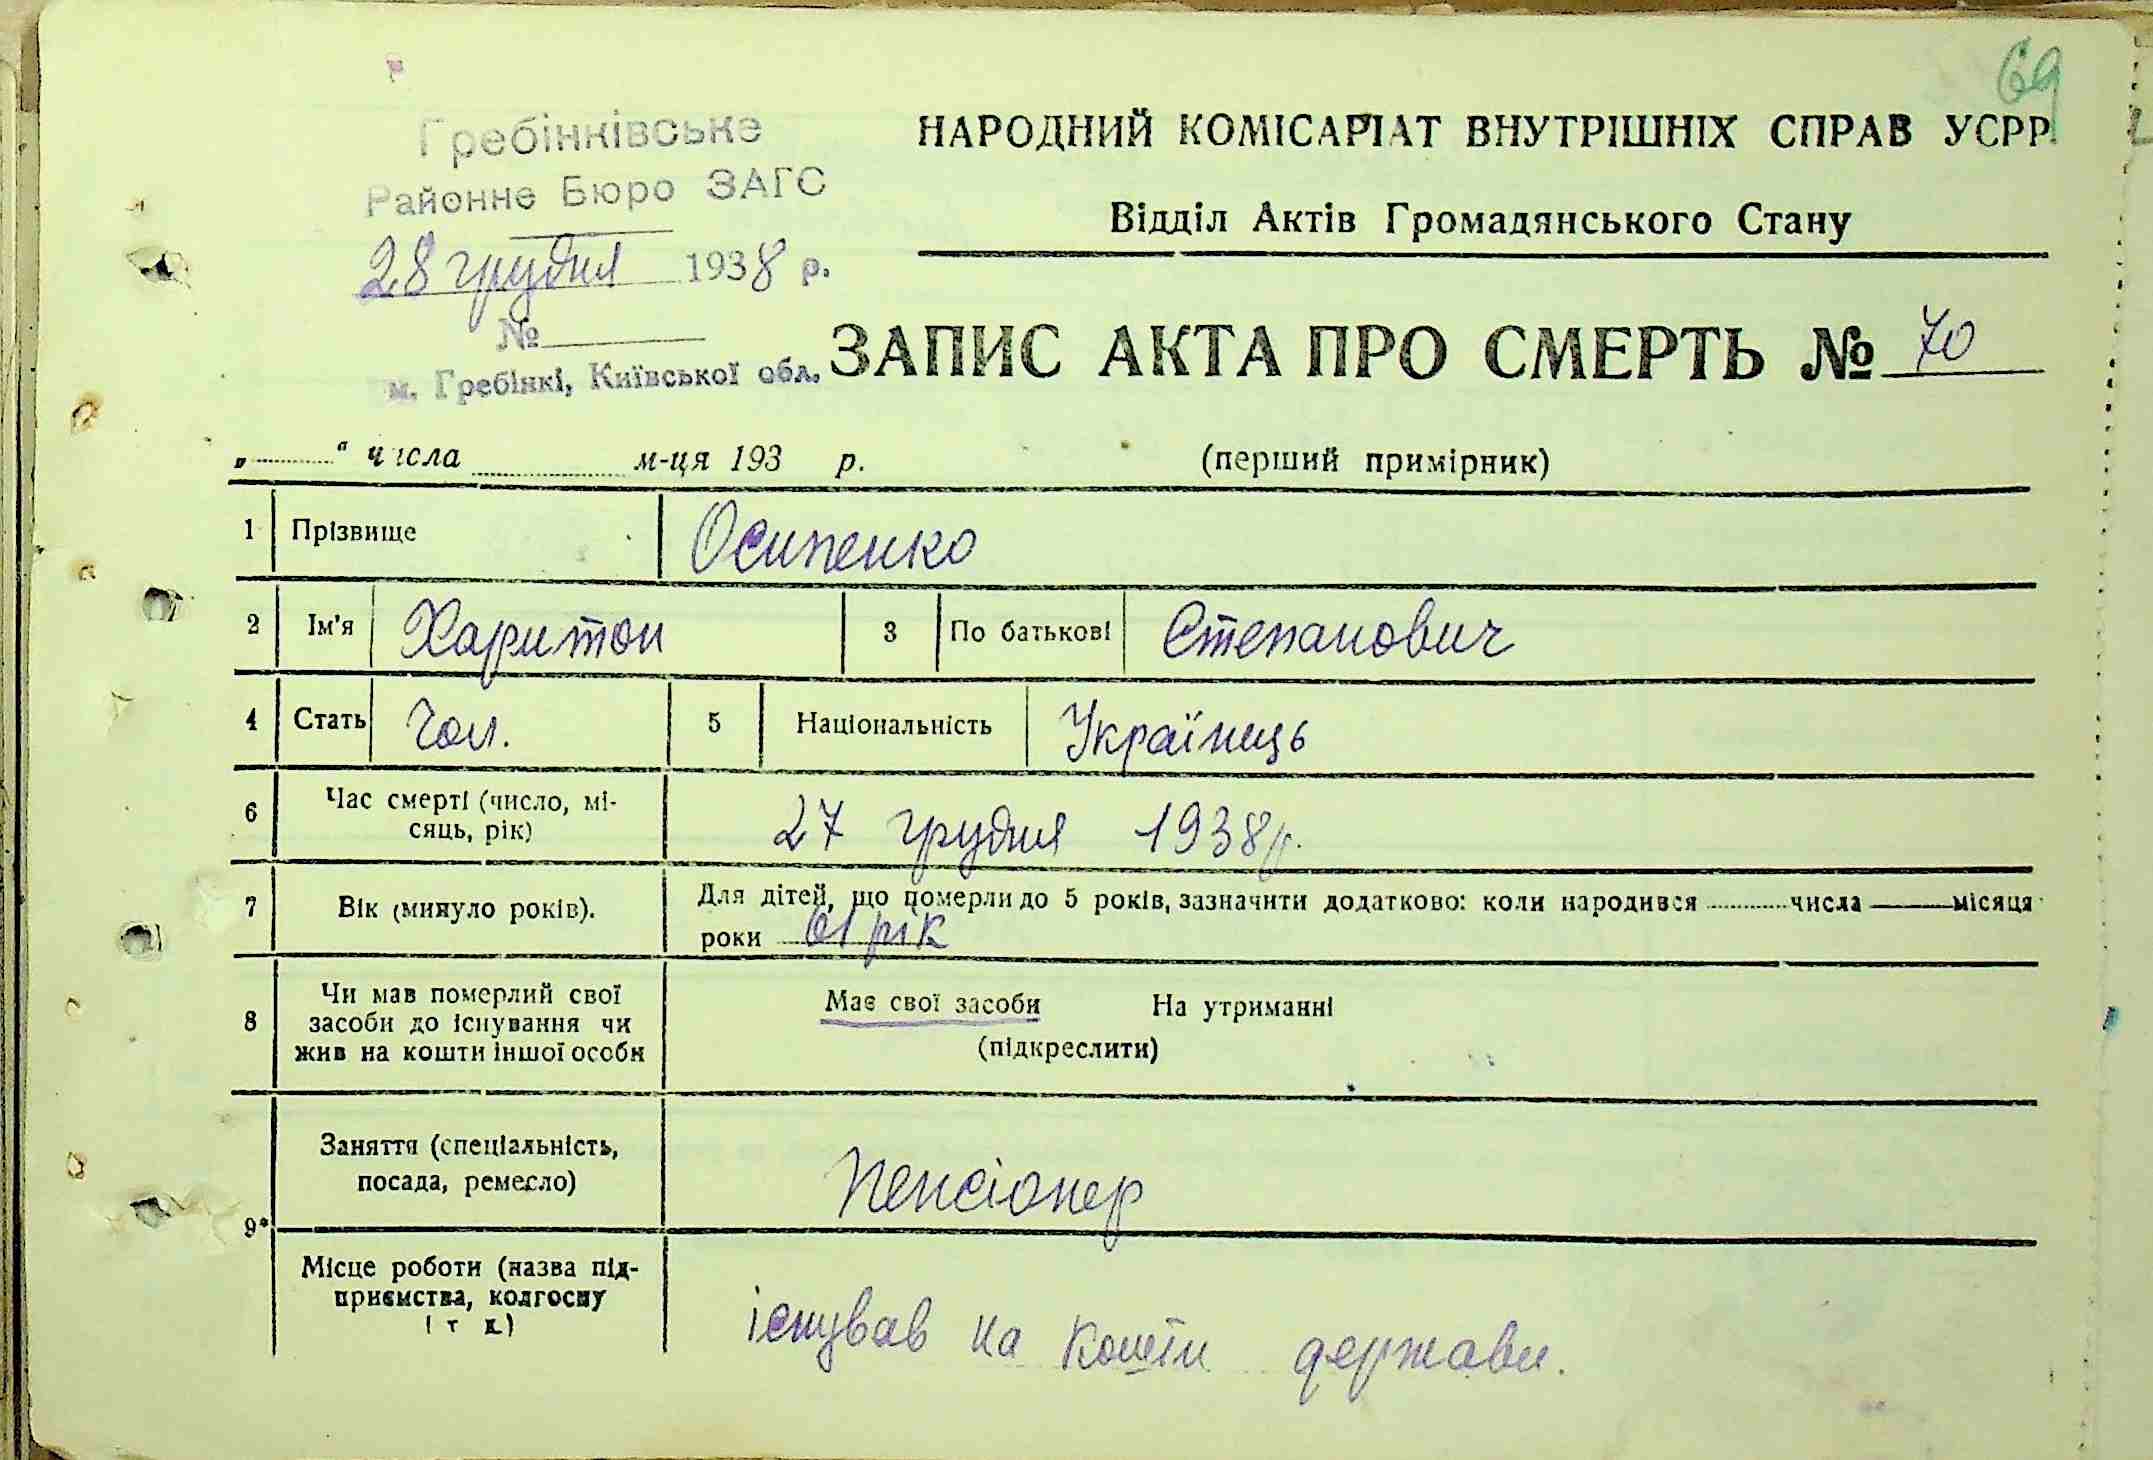 69
Гребінківське
Районне Бюро ЗАГС
28 грудня 1938 р.
№
м. Гребінкі, Київської обл.
НАРОДНИЙ КОМІСАРІАТ ВНУТРІШНІХ СПРАВ УСРР
Відділ Актів Громадянського Стану
ЗАПИС АКТА ПРО СМЕРТЬ № 70
„ “ числа м-ця 193 р. (перший примірник)
1 Прізвище Осипенко
2 Ім'я Харитон 3 По батькові Степанович
4 Стать Чол. 5 Національність Українець
6 Час смерті (число, мі-
сяць, рік) 27 грудня 1938 р.
7 Вік (минуло років). Для дітей, що померли до 5 років, зазначити додатково: коли народився числа місяця
роки 61 рік
8 Чи мав померлий свої
засоби до існування чи
жив на кошти іншої особи
Має свої засоби На утриманні
(підкреслити)
9* Заняття (спеціальність,
посада, ремесло) Пенсіонер
Місце роботи (назва під-
приємства, колгоспу
і т д.) існував на кошти держави.